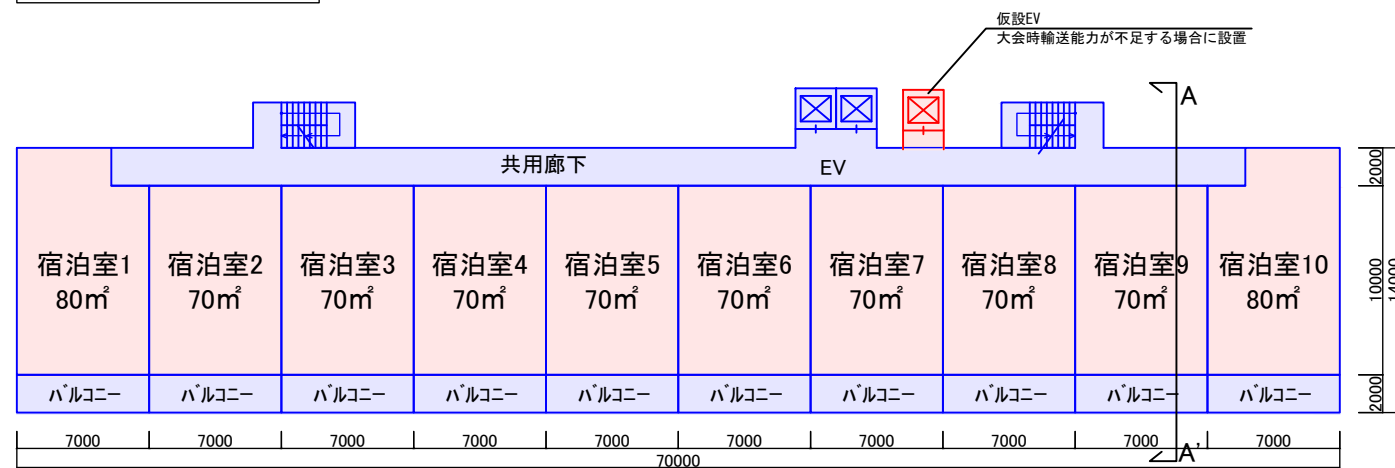 仮設EV
大会時輸送能力が不足する場合に設置
A
共用廊下
EV
2000
宿泊室1
80㎡
宿泊室2
70㎡
宿泊室3
70㎡
宿泊室4
70㎡
宿泊室5
70㎡
宿泊室6
70㎡
宿泊室7
70㎡
宿泊室8
70㎡
宿泊室9
70㎡
宿泊室10
80㎡
10000
14000
バルコニー
バルコニー
バルコニー
バルコニー
バルコニー
バルコニー
バルコニー
バルコニー
バルコニー
バルコニー
2000
7000
7000
7000
7000
7000
7000
7000
7000
7000
7000
A'
70000